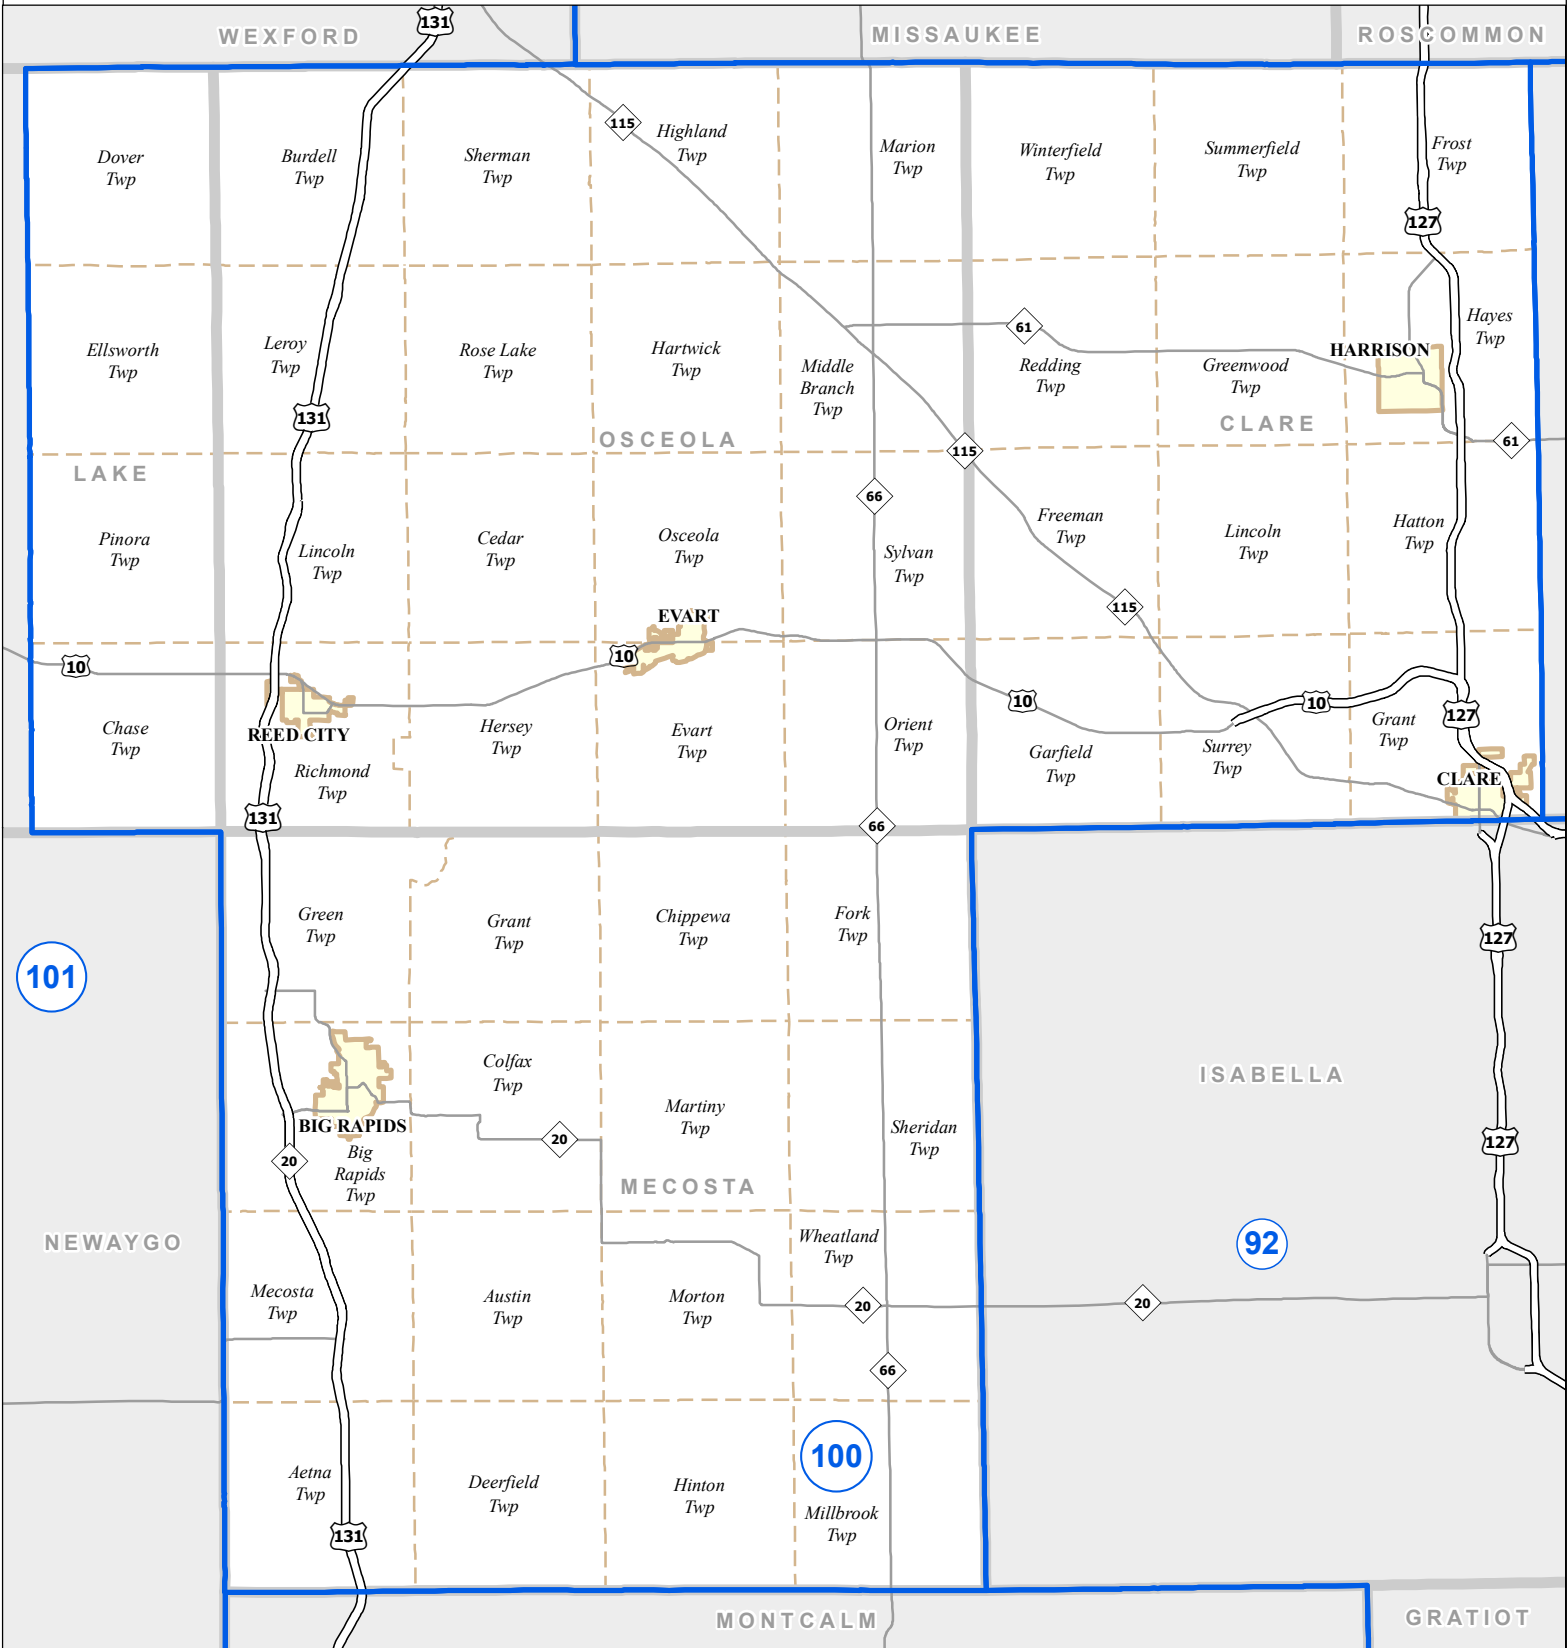 131
WEXFORD
MISSAUKEE
ROSCOMMON
115
Highland
Twp
Marion
Twp
Dover
Twp
Burdell
Twp
Sherman
Twp
Winterfield
Twp
Summerfield
Twp
Frost
Twp
127
Ellsworth
Twp
Leroy
Twp
Rose Lake
Twp
Hartwick
Twp
Middle
Branch
Twp
61
Redding
Twp
Greenwood
Twp
HARRISON
Hayes
Twp
131
OSCEOLA
CLARE
61
115
LAKE
66
Pinora
Twp
Lincoln
Twp
Cedar
Twp
Osceola
Twp
Sylvan
Twp
Freeman
Twp
Lincoln
Twp
Hatton
Twp
115
EVART
10
10
10
10
127
Chase
Twp
REED CITY
Richmond
Twp
Hersey
Twp
Evart
Twp
Orient
Twp
Garfield
Twp
Surrey
Twp
Grant
Twp
CLARE
131
66
Green
Twp
Grant
Twp
Chippewa
Twp
Fork
Twp
127
101
Colfax
Twp
ISABELLA
Martiny
Twp
Sheridan
Twp
BIG RAPIDS
Big
Rapids
Twp
20
20
127
MECOSTA
NEWAYGO
Wheatland
Twp
92
Mecosta
Twp
Austin
Twp
Morton
Twp
20
20
66
100
Aetna
Twp
Deerfield
Twp
Hinton
Twp
Millbrook
Twp
131
MONTCALM
GRATIOT